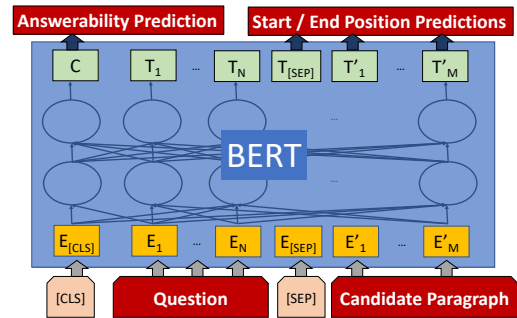 Answerability Prediction Start / End Position Predictions
C T1 ... TN T[SEP] T'1 ... T'M
...
BERT
...
E[CLS] E1 ... EN E[SEP] E'1 ... E'M
[CLS] Question [SEP] Candidate Paragraph